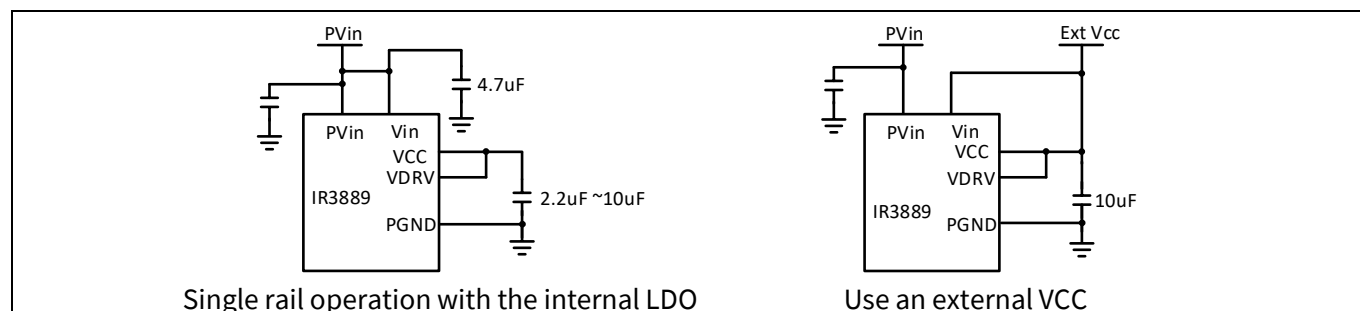 PVin
4.7uF
PVin Vin
VCC
VDRV
2.2uF ~10uF
IR3889
PGND
Single rail operation with the internal LDO
PVin
Ext Vcc
PVin Vin
VCC
VDRV
10uF
IR3889
PGND
Use an external VCC